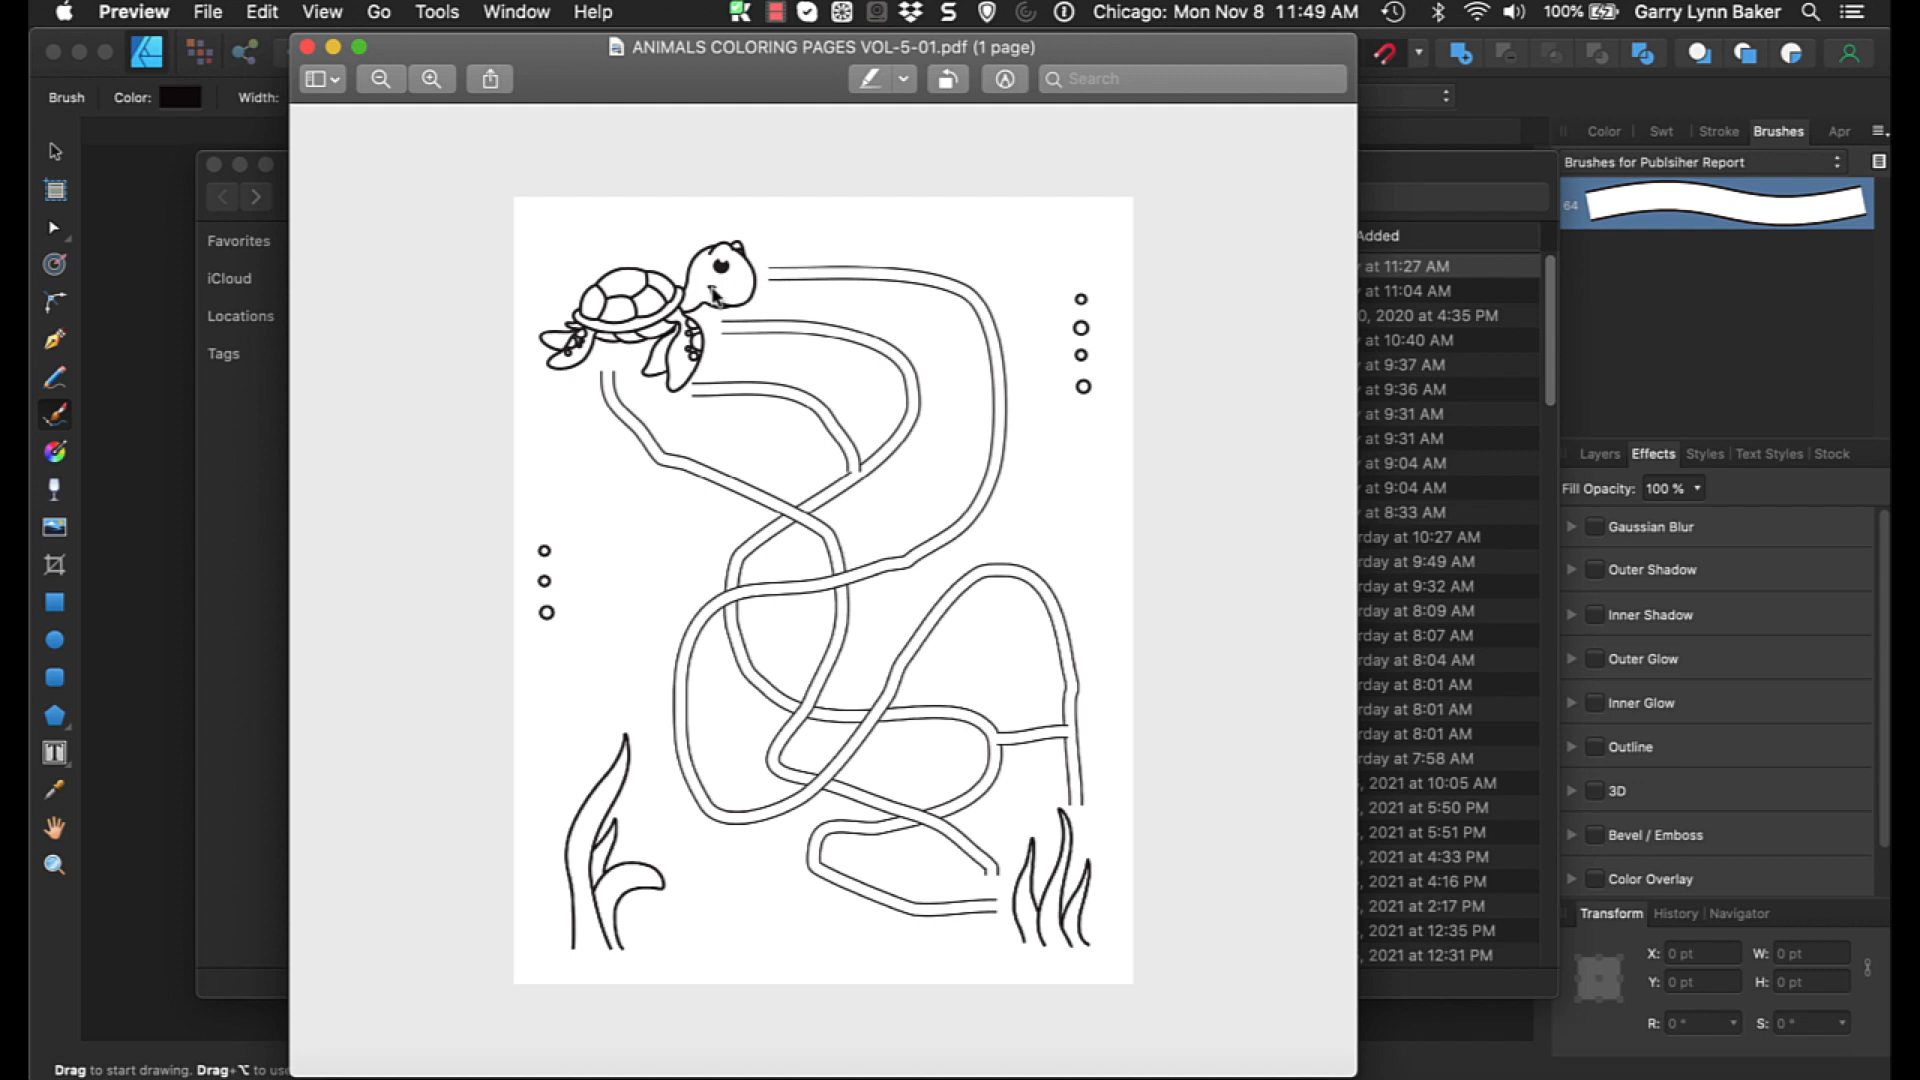 Preview File Edit View Go Tools Window Help
Chicago: Mon Nov 8 11:49 AM 100% Garry Lynn Baker
ANIMALS COLORING PAGES VOL-5-01.pdf (1 page)
Search
Brush Color: Width:
Favorites
iCloud
Locations
Tags
Added
at 11:27 AM
at 11:04 AM
0, 2020 at 4:35 PM
at 10:40 AM
at 9:37 AM
at 9:36 AM
at 9:31 AM
at 9:31 AM
at 9:04 AM
at 9:04 AM
at 8:33 AM
rday at 10:27 AM
rday at 9:49 AM
rday at 9:32 AM
rday at 8:09 AM
rday at 8:07 AM
rday at 8:04 AM
rday at 8:01 AM
rday at 8:01 AM
rday at 8:01 AM
rday at 7:58 AM
, 2021 at 10:05 AM
, 2021 at 5:50 PM
, 2021 at 5:51 PM
, 2021 at 4:33 PM
, 2021 at 4:16 PM
, 2021 at 2:17 PM
, 2021 at 12:35 PM
, 2021 at 12:31 PM
Color Swt Stroke Brushes Apr
Brushes for Publsiher Report
64
Layers Effects Styles Text Styles Stock
Fill Opacity: 100 %
Gaussian Blur
Outer Shadow
Inner Shadow
Outer Glow
Inner Glow
Outline
3D
Bevel / Emboss
Color Overlay
Transform History Navigator
X: 0 pt W: 0 pt
Y: 0 pt H: 0 pt
R: 0 ° S: 0 °
Drag to start drawing. Drag+⌥ to use